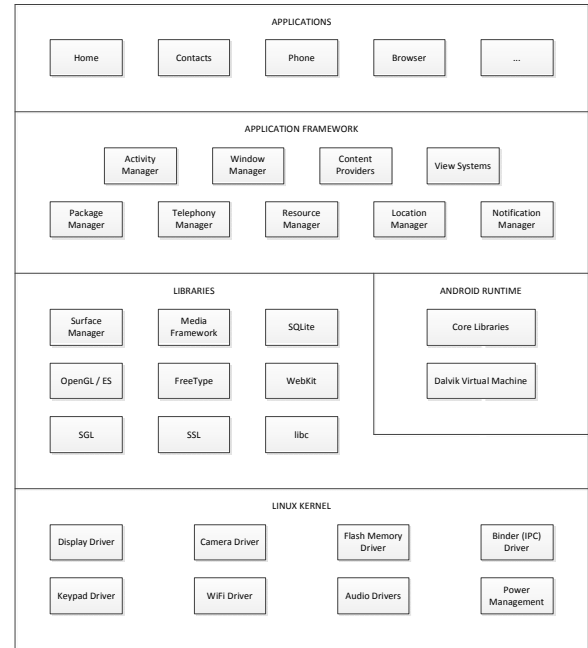 APPLICATIONS
Home
Contacts
Phone
Browser
...
APPLICATION FRAMEWORK
Activity
Manager
Window
Manager
Content
Providers
View Systems
Package
Manager
Telephony
Manager
Resource
Manager
Location
Manager
Notification
Manager
LIBRARIES
Surface
Manager
Media
Framework
SQLite
OpenGL / ES
FreeType
WebKit
SGL
SSL
libc
ANDROID RUNTIME
Core Libraries
Dalvik Virtual Machine
LINUX KERNEL
Display Driver
Camera Driver
Flash Memory
Driver
Binder (IPC)
Driver
Keypad Driver
WiFi Driver
Audio Drivers
Power
Management